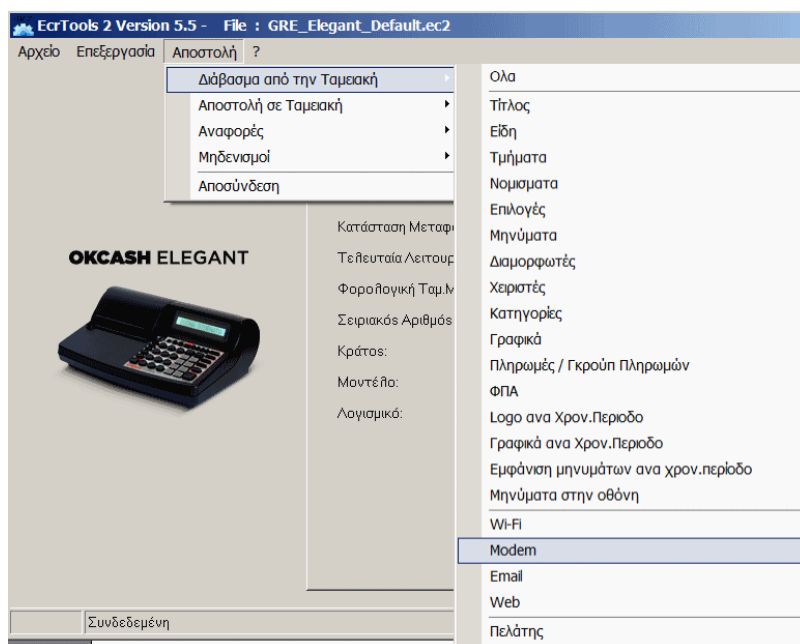 EcrTools 2 Version 5.5 - File : GRE_Elegant_Default.ec2
Αρχείο Επεξεργασία Αποστολή ?
Διάβασμα από την Ταμειακή
Αποστολή σε Ταμειακή
Αναφορές
Μηδενισμοί
Αποσύνδεση
Ολα
Τίτλος
Είδη
Τμήματα
Νομισματα
Επιλογές
Μηνύματα
Διαμορφωτές
Χειριστές
Κατηγορίες
Γραφικά
Πληρωμές / Γκρούπ Πληρωμών
ΦΠΑ
Logo ανα Χρον.Περιοδο
Γραφικά ανα Χρον.Περιοδο
Εμφάνιση μηνυμάτων ανα χρον.περίοδο
Μηνύματα στην οθόνη
Wi-Fi
Modem
Email
Web
Πελάτης
OKCASH ELEGANT
Κατάσταση Μεταφ
Τελευταία Λειτουρ
Φορολογική Ταμ.Μ
Σειριακός Αριθμός
Κράτος:
Μοντέλο:
Λογισμικό:
Συνδεδεμένη